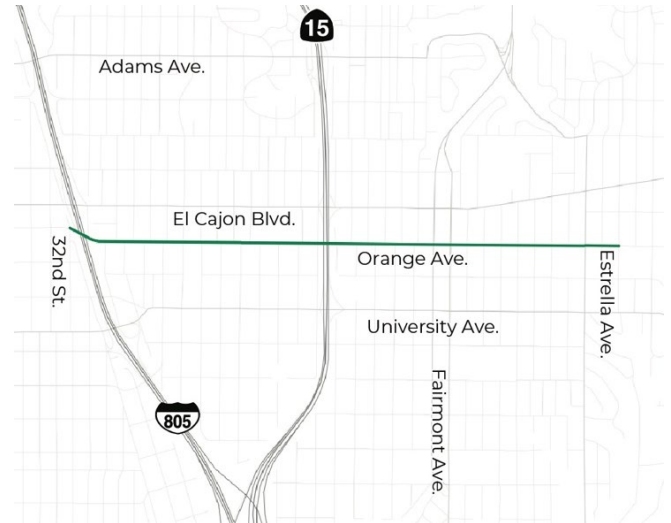 15
Adams Ave.
El Cajon Blvd.
32nd St.
Orange Ave.
Estrella Ave.
University Ave.
Fairmont Ave.
805